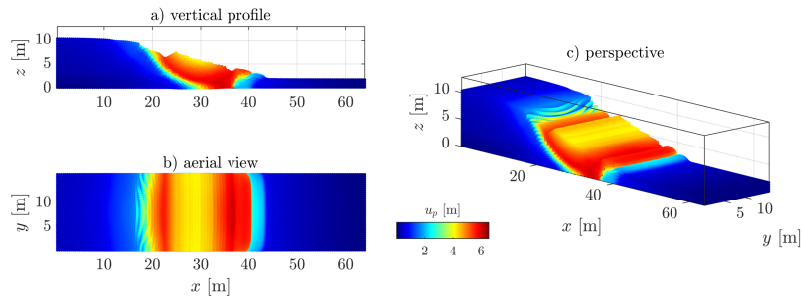 a) vertical profile
z [m]
10
5
0
10 20 30 40 50 60
b) aerial view
y [m]
10
5
10 20 30 40 50 60
x [m]
u_p [m]
2 4 6
c) perspective
z [m]
10
5
0
20
40
60
x [m]
5
10
y [m]